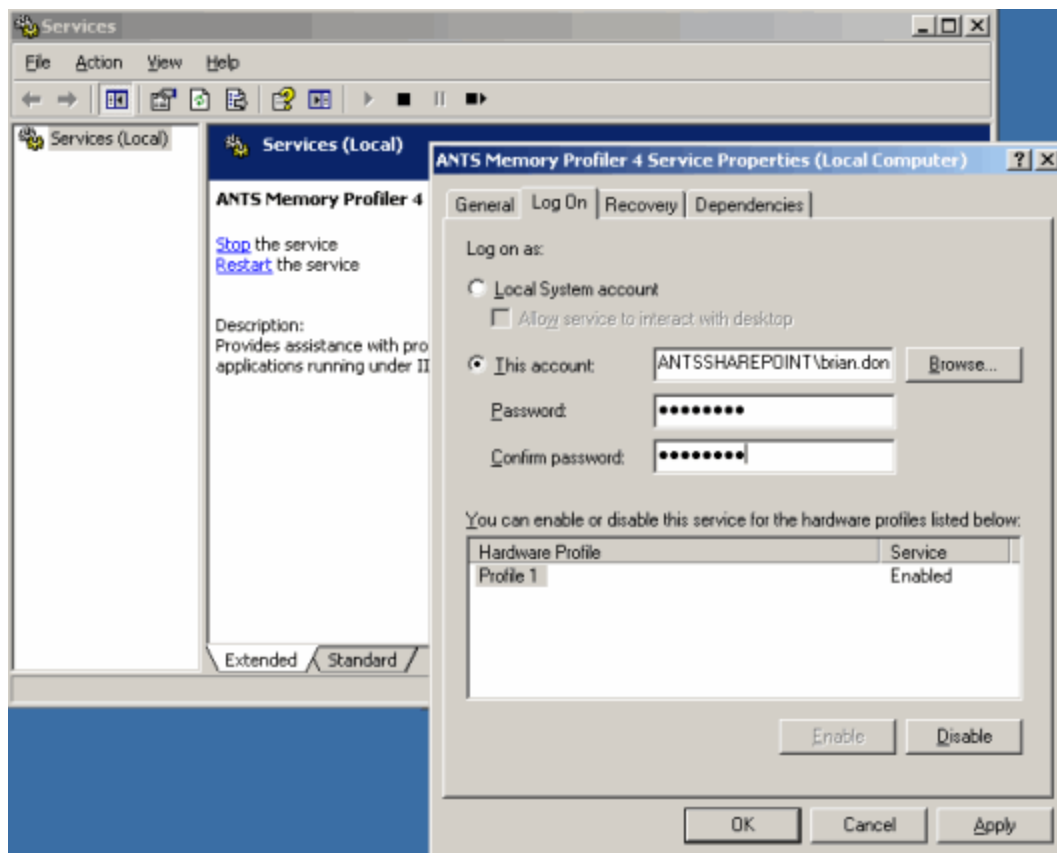 Services
File Action View Help
Services (Local)
Services (Local)
ANTS Memory Profiler 4
Stop the service
Restart the service
Description:
Provides assistance with pro
applications running under II
Extended Standard
ANTS Memory Profiler 4 Service Properties (Local Computer)
General Log On Recovery Dependencies
Log on as:
Local System account
Allow service to interact with desktop
This account: ANTSSHAREPOINT\brian.don Browse...
Password: ●●●●●●●●
Confirm password: ●●●●●●●●
You can enable or disable this service for the hardware profiles listed below:
Hardware Profile Service
Profile 1 Enabled
Enable Disable
OK Cancel Apply